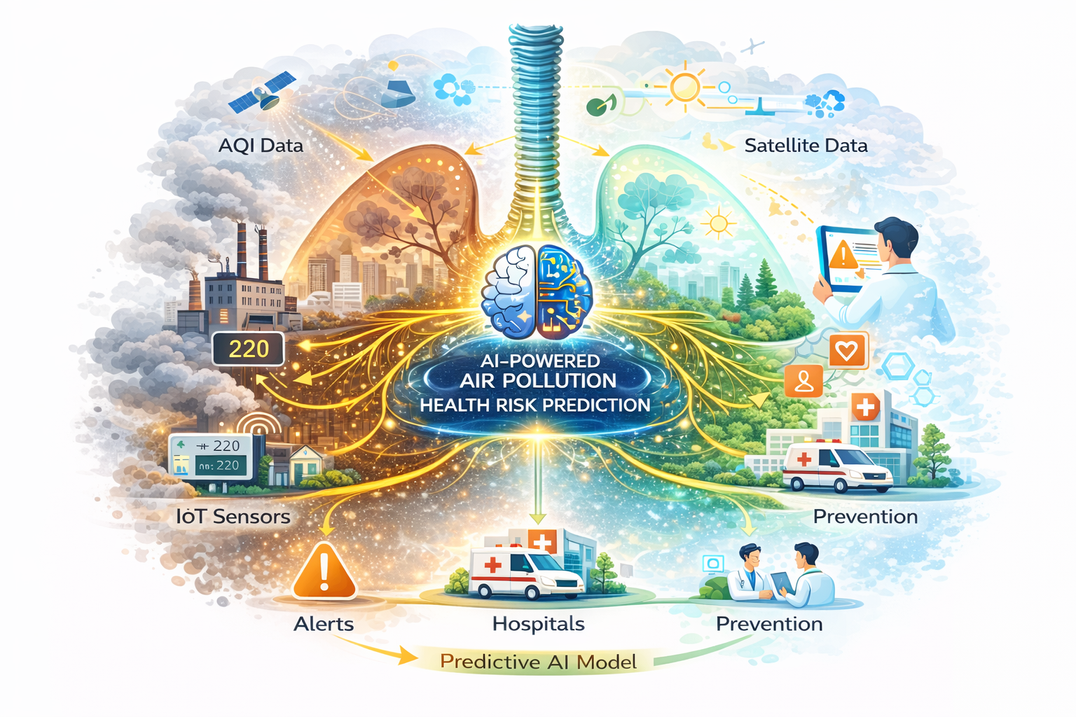 AQI Data
Satellite Data
220
AI-POWERED
AIR POLLUTION
HEALTH RISK PREDICTION
220
220
IoT Sensors
Prevention
Alerts
Hospitals
Prevention
Predictive AI Model